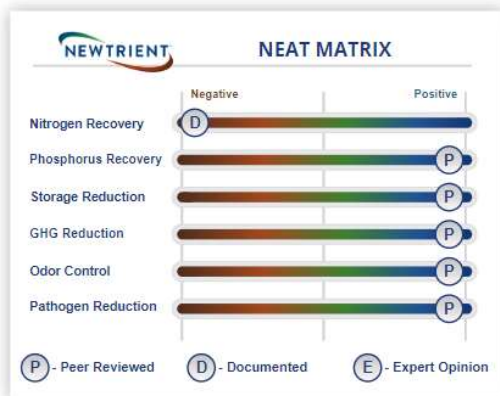 NEWTRIENT NEAT MATRIX
Negative Positive
Nitrogen Recovery D
Phosphorus Recovery P
Storage Reduction P
GHG Reduction P
Odor Control P
Pathogen Reduction P
P - Peer Reviewed D - Documented E - Expert Opinion